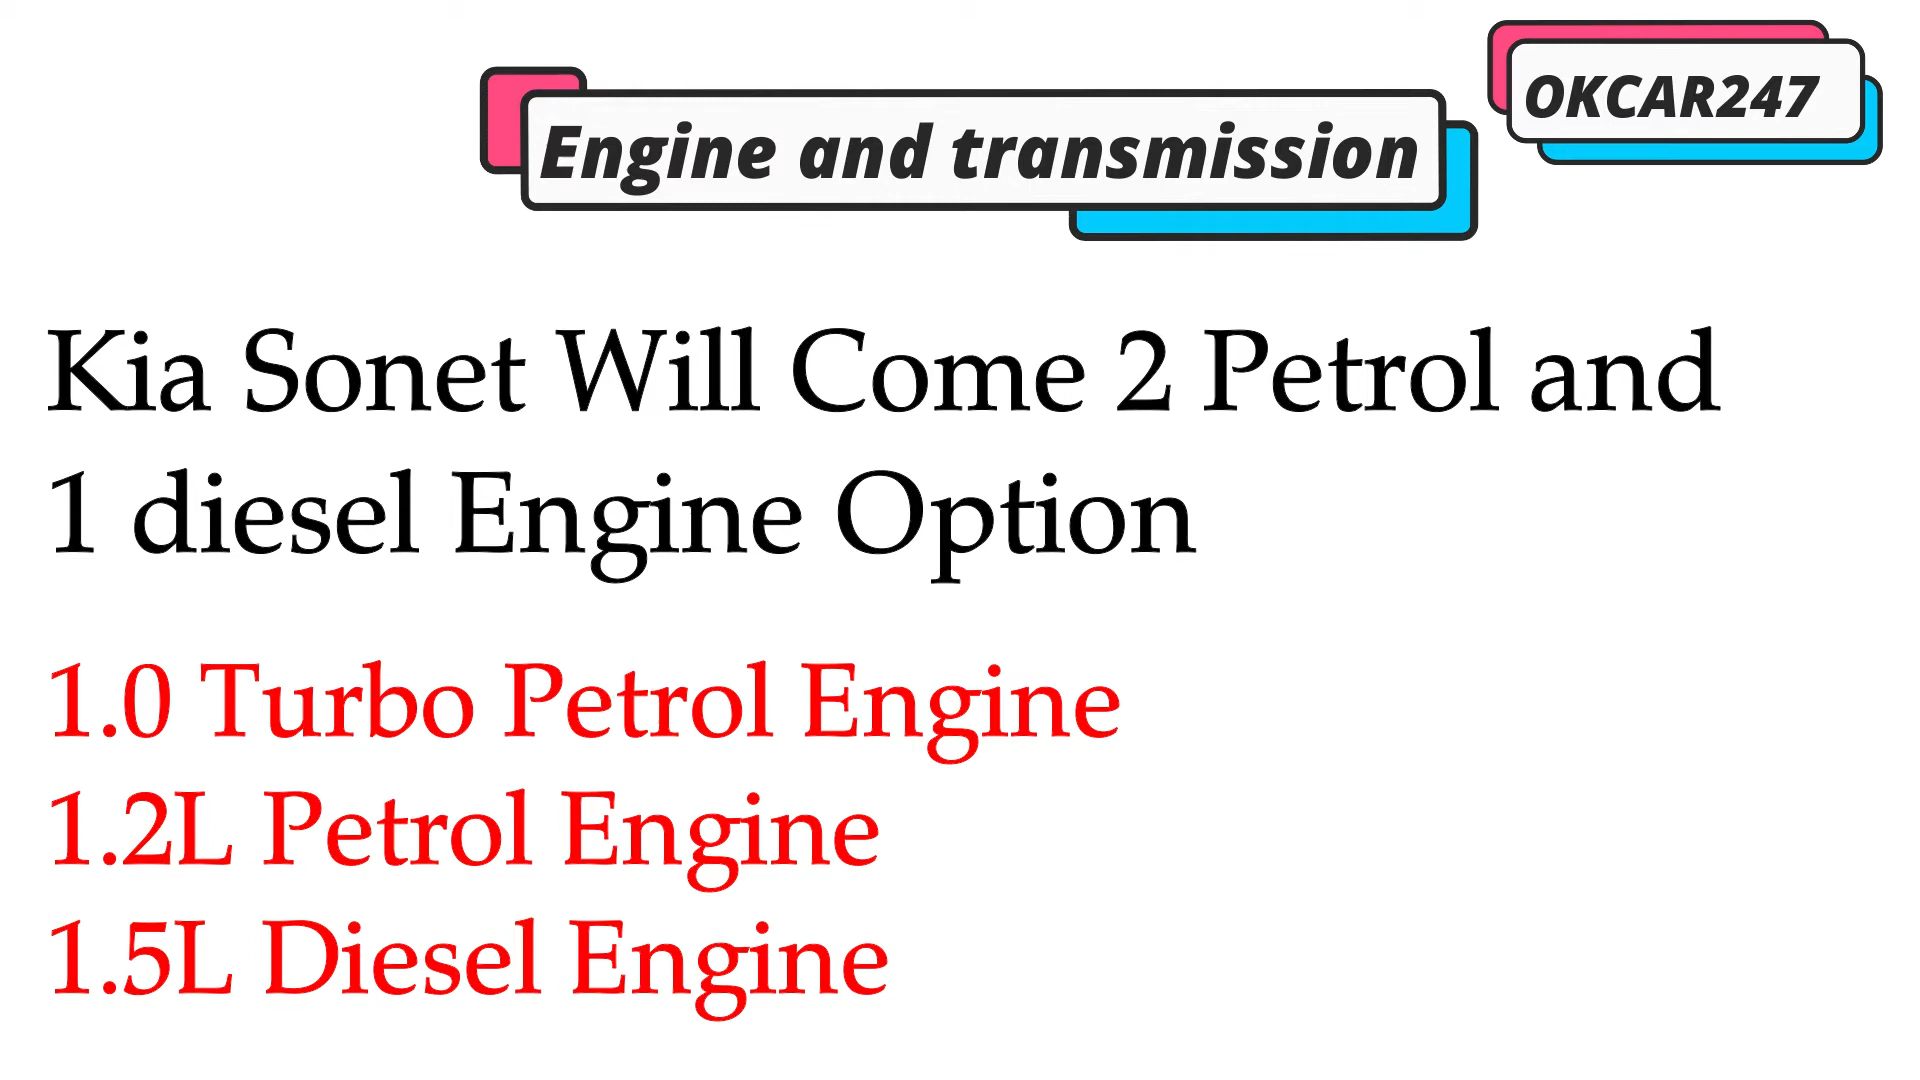 OKCAR247
Engine and transmission
Kia Sonet Will Come 2 Petrol and
1 diesel Engine Option
1.0 Turbo Petrol Engine
1.2L Petrol Engine
1.5L Diesel Engine